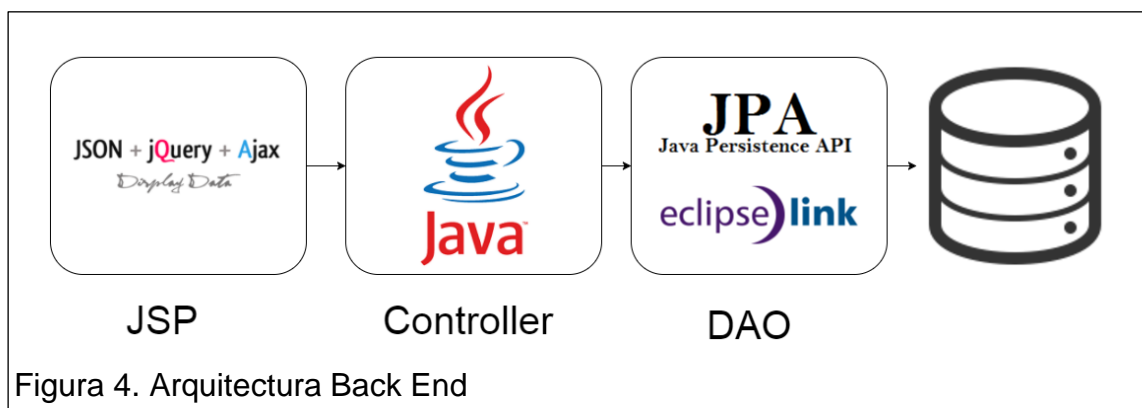 JSON + jQuery + Ajax
Display Data
Java™
JPA
Java Persistence API
eclipse link
JSP
Controller
DAO
Figura 4. Arquitectura Back End